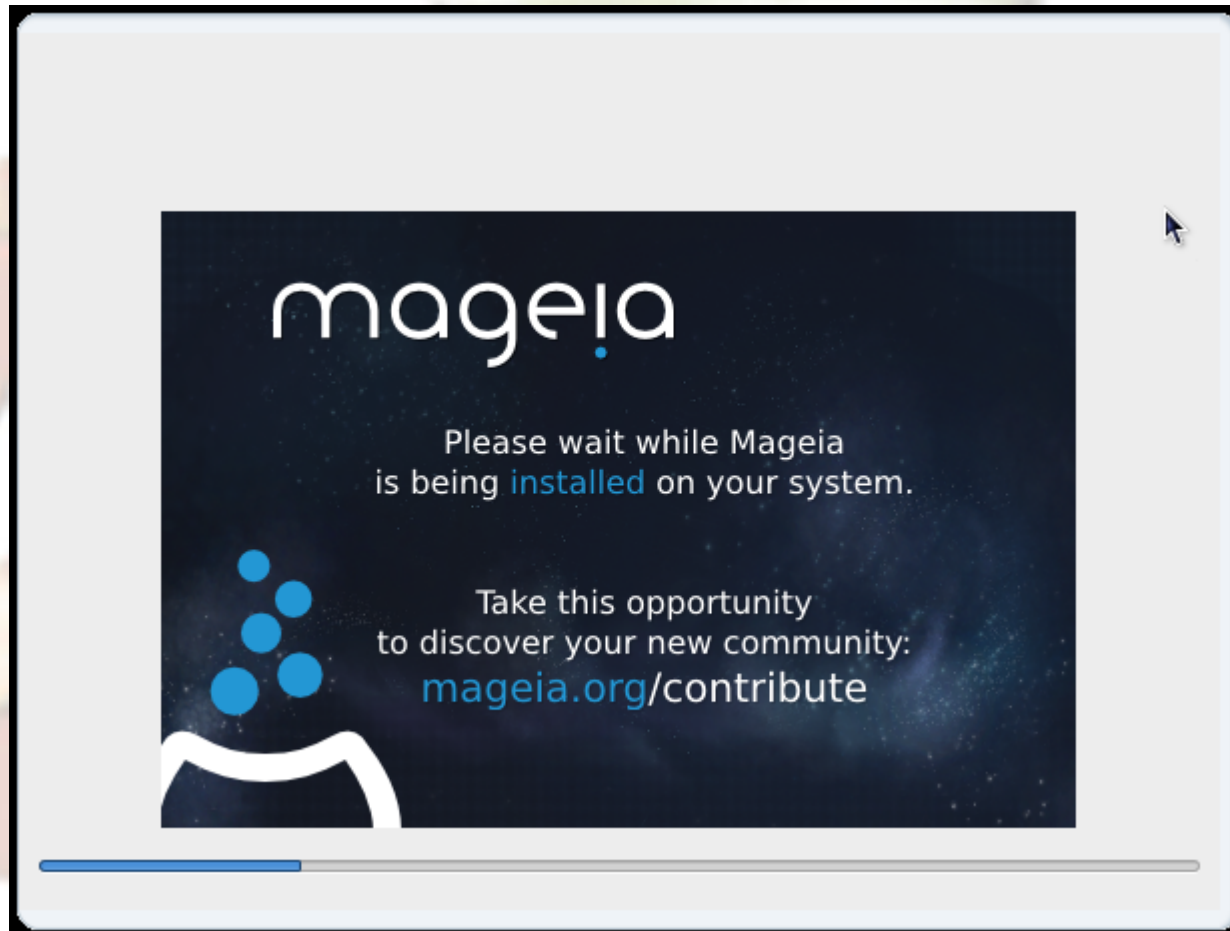 mageia
Please wait while Mageia
is being installed on your system.
Take this opportunity
to discover your new community:
mageia.org/contribute